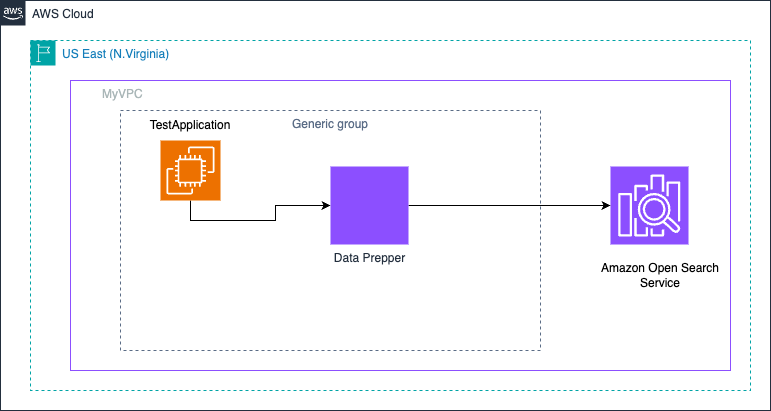 aws
AWS Cloud
US East (N.Virginia)
MyVPC
TestApplication
Generic group
Data Prepper
Amazon Open Search
Service